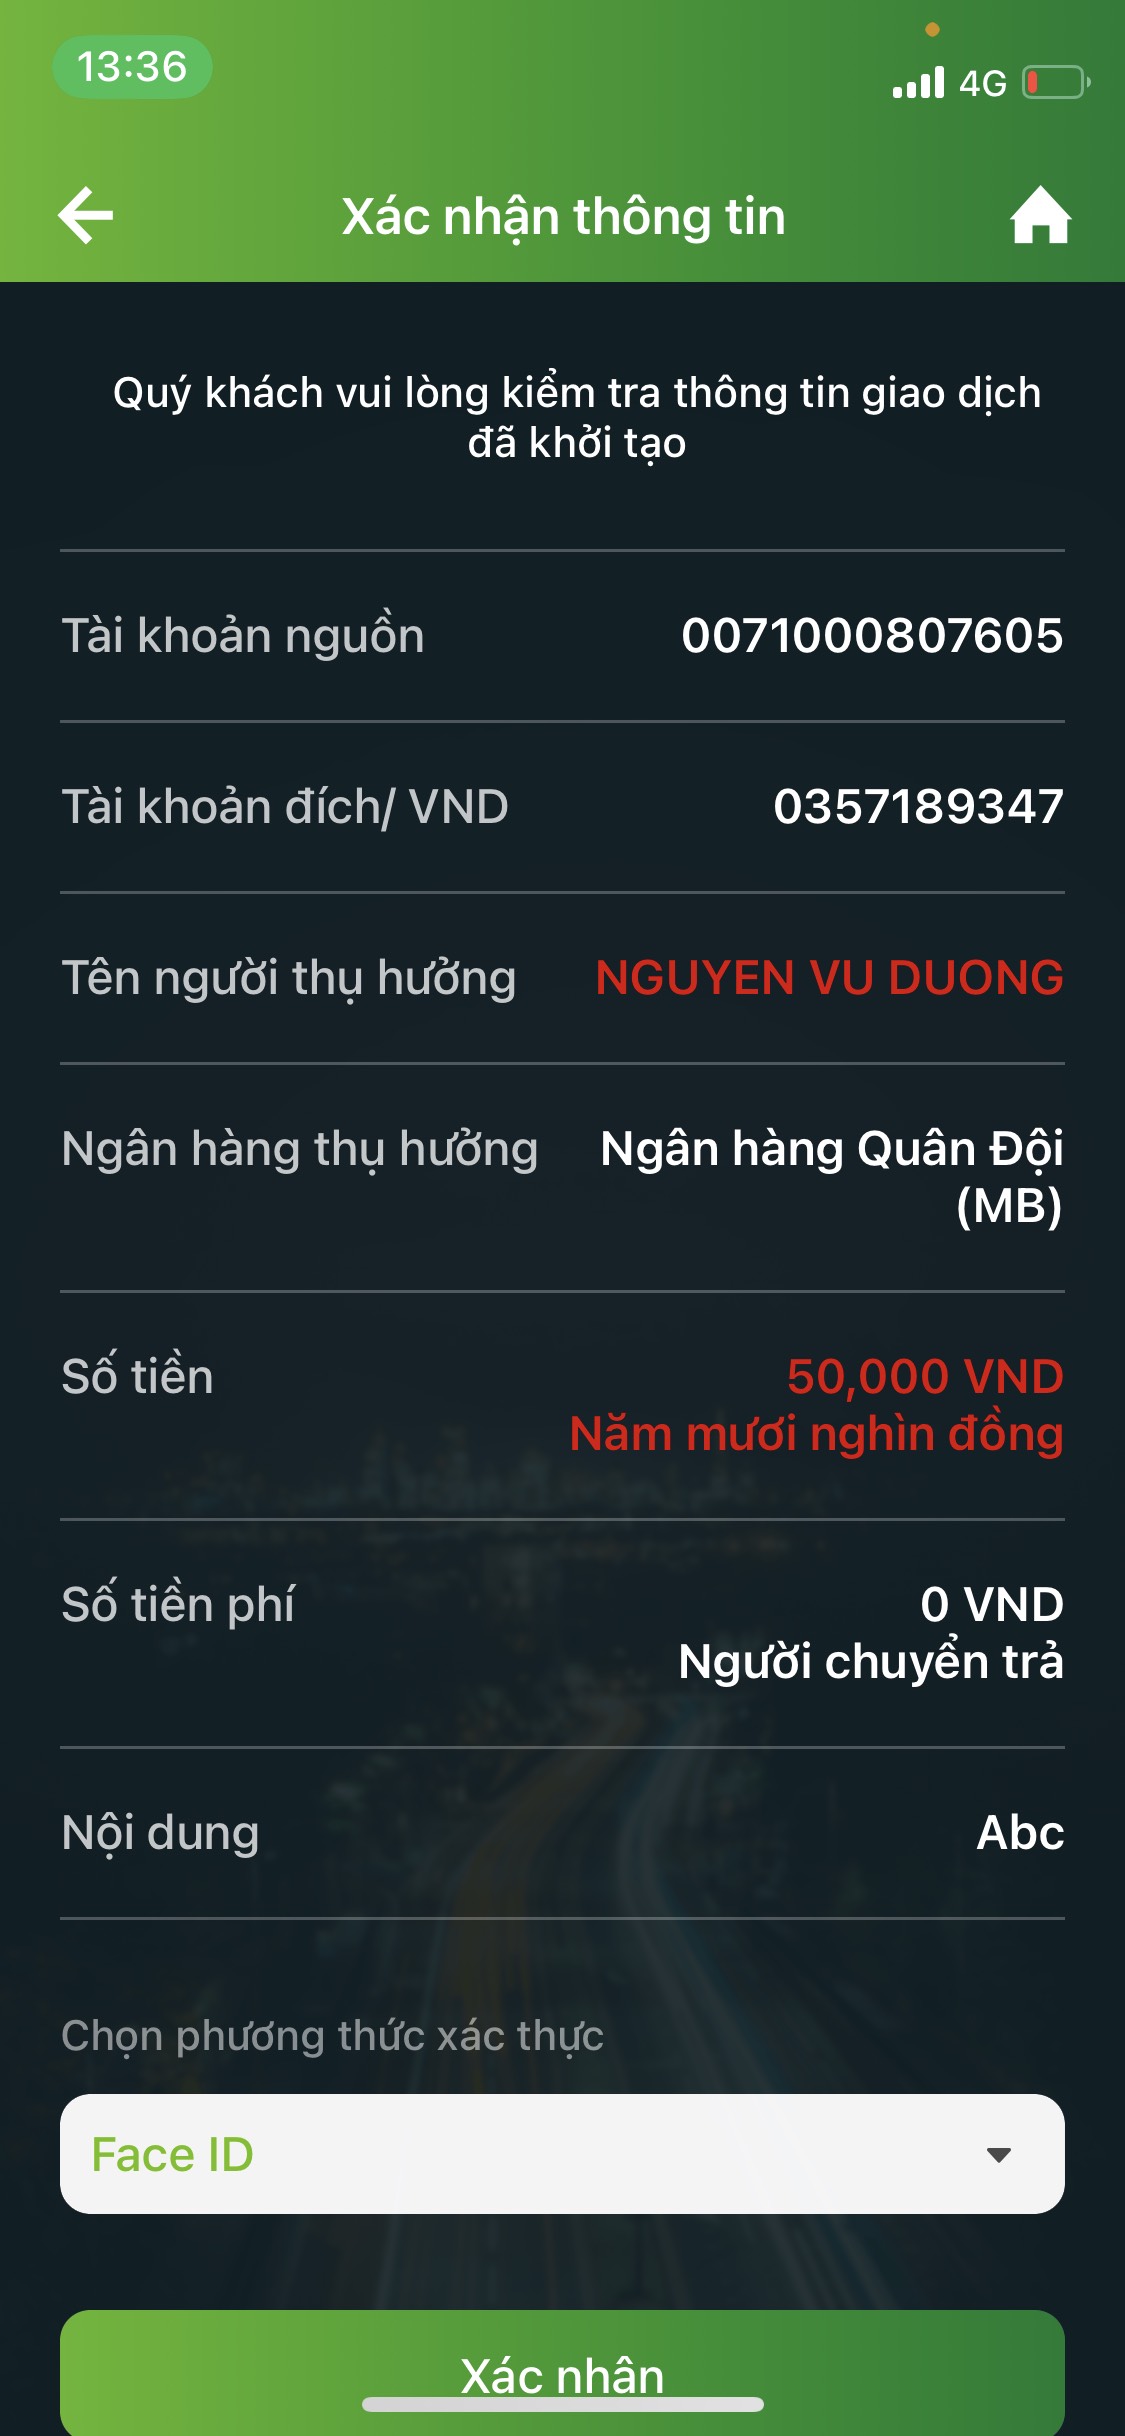 13:36
4G
Xác nhận thông tin
Quý khách vui lòng kiểm tra thông tin giao dịch
đã khởi tạo
Tài khoản nguồn 0071000807605
Tài khoản đích/ VND 0357189347
Tên người thụ hưởng NGUYEN VU DUONG
Ngân hàng thụ hưởng Ngân hàng Quân Đội
(MB)
Số tiền 50,000 VND
Năm mươi nghìn đồng
Số tiền phí 0 VND
Người chuyển trả
Nội dung Abc
Chọn phương thức xác thực
Face ID
Xác nhân